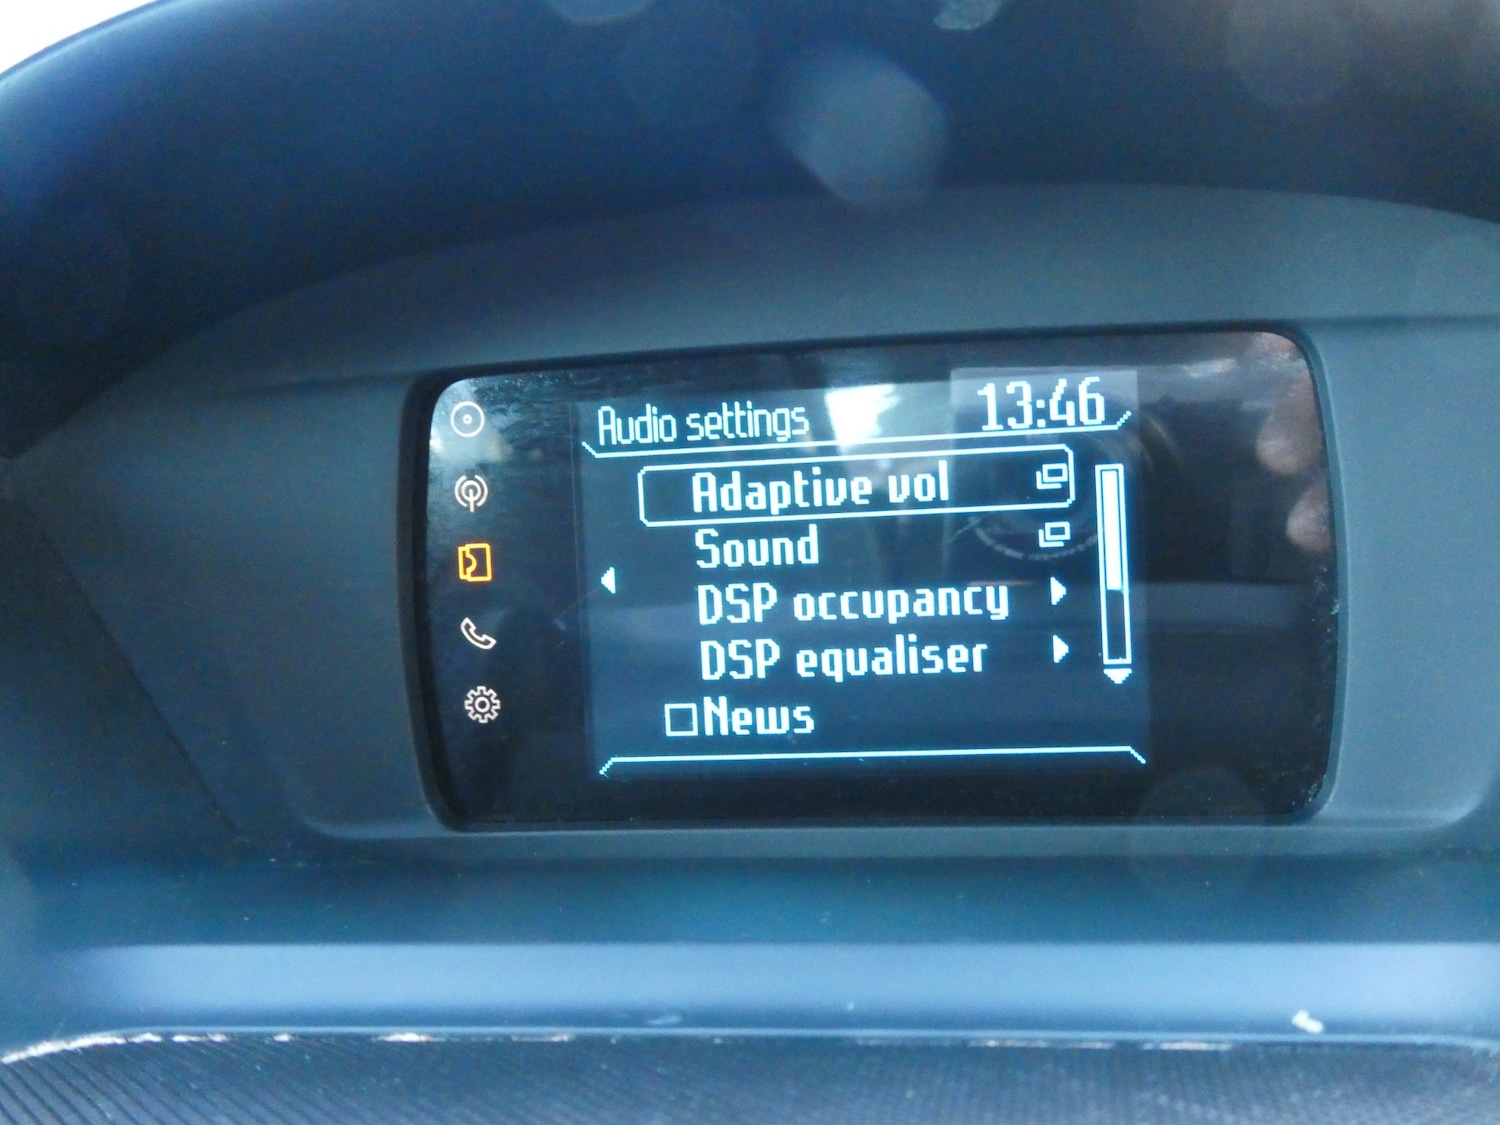 Audio settings 13:46
Adaptive vol
Sound
DSP occupancy
DSP equaliser
News